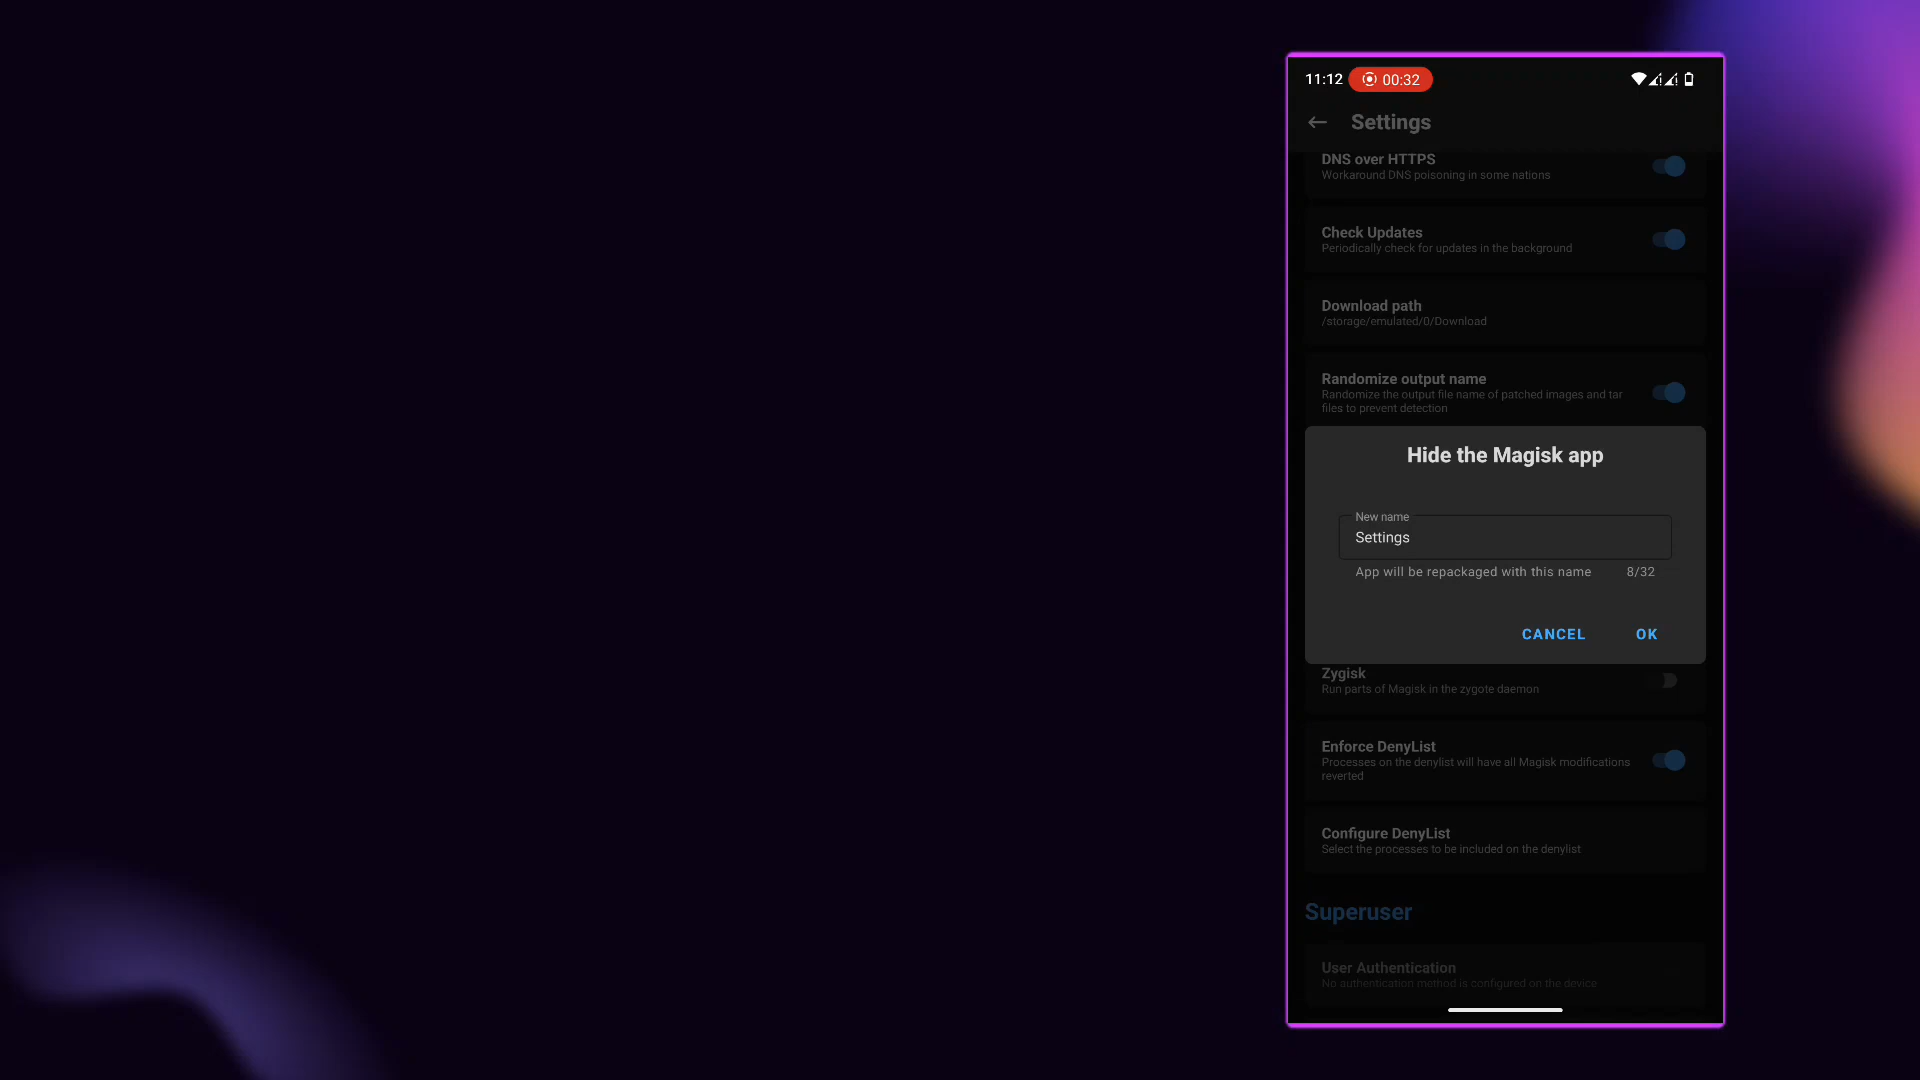 11:12 00:32
Settings
DNS over HTTPS
Workaround DNS poisoning in some nations
Check Updates
Periodically check for updates in the background
Download path
/storage/emulated/0/Download
Randomize output name
Randomize the output file name of patched images and tar
files to prevent detection
Hide the Magisk app
New name
Settings
App will be repackaged with this name 8/32
CANCEL OK
Zygisk
Run parts of Magisk in the zygote daemon
Enforce DenyList
Processes on the denylist will have all Magisk modifications
reverted
Configure DenyList
Select the processes to be included on the denylist
Superuser
User Authentication
No authentication method is configured on the device